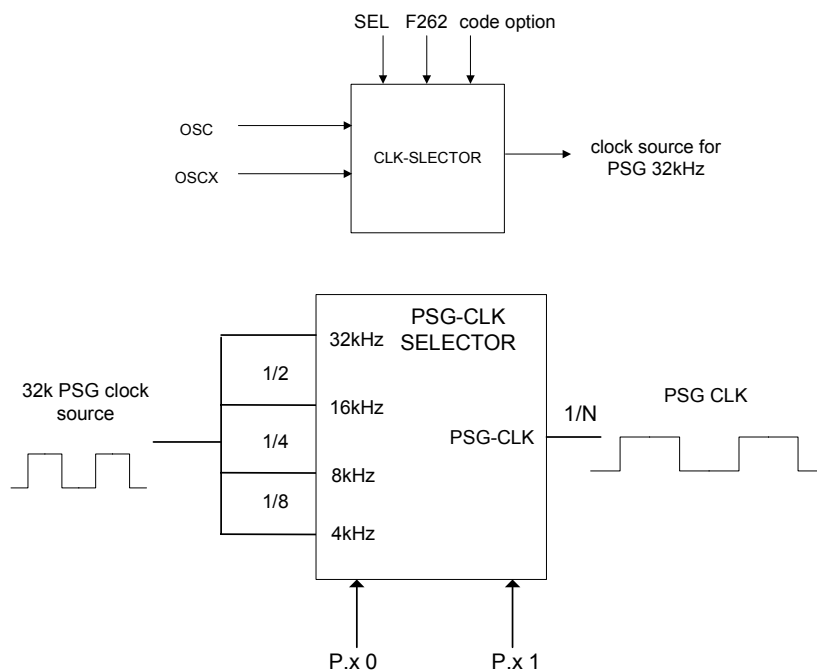 SEL F262 code option
OSC
CLK-SLECTOR
clock source for
PSG 32kHz
OSCX
PSG-CLK
SELECTOR
32kHz
1/2
32k PSG clock
source
16kHz
1/N
PSG CLK
1/4
PSG-CLK
8kHz
1/8
4kHz
P.x 0
P.x 1